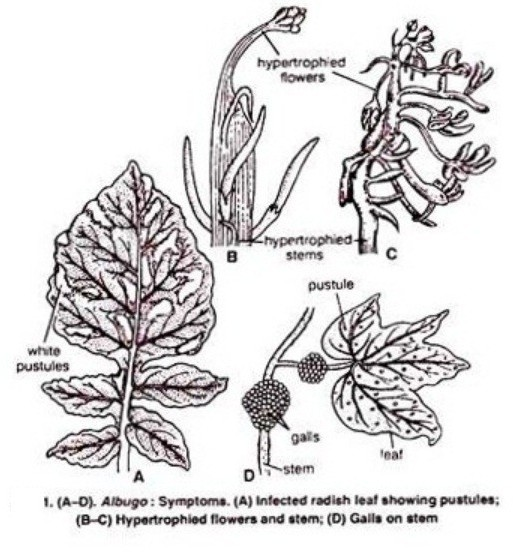 hypertrophied
flowers
B
hypertrophied
stems
C
pustule
white
pustules
galls
leaf
stem
A
D
1. (A–D). Albugo : Symptoms. (A) Infected radish leaf showing pustules;
(B–C) Hypertrophied flowers and stem; (D) Galls on stem